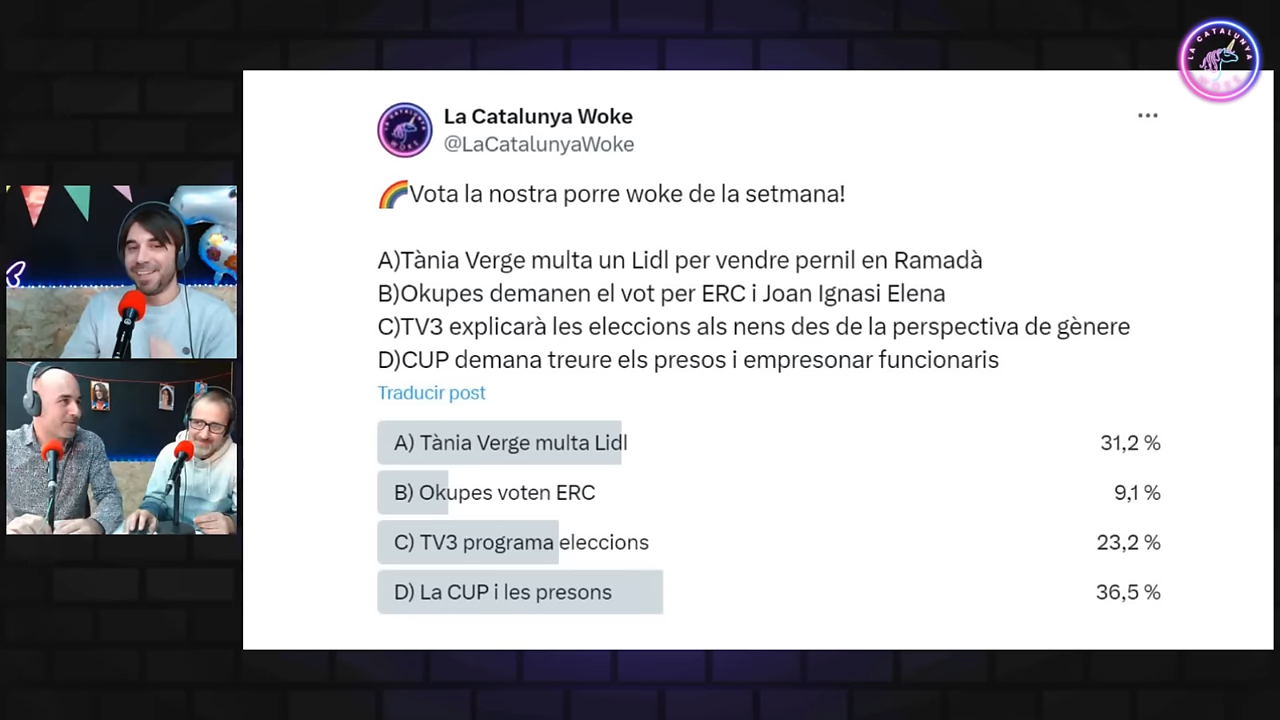 LA CATALUNYA
WOKE
La Catalunya Woke
@LaCatalunyaWoke
🌈Vota la nostra porre woke de la setmana!
A)Tània Verge multa un Lidl per vendre pernil en Ramadà
B)Okupes demanen el vot per ERC i Joan Ignasi Elena
C)TV3 explicarà les eleccions als nens des de la perspectiva de gènere
D)CUP demana treure els presos i empresonar funcionaris
Traducir post
A) Tània Verge multa Lidl 31,2 %
B) Okupes voten ERC 9,1 %
C) TV3 programa eleccions 23,2 %
D) La CUP i les presons 36,5 %